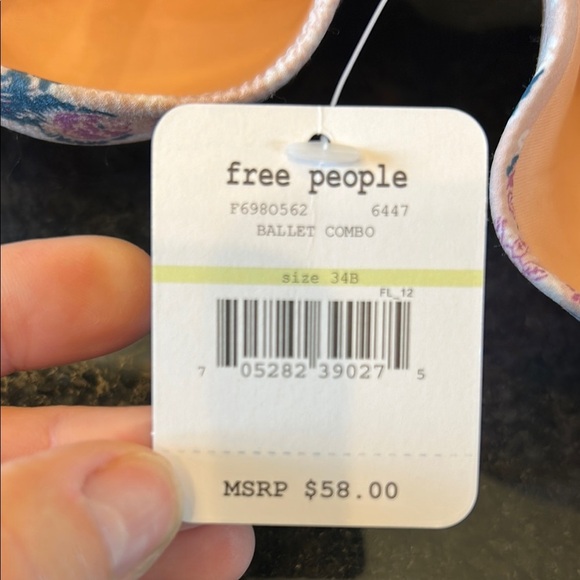 free people
F6980562 6447
BALLET COMBO
size 34B
FL_12
7 05282 39027 5
MSRP $58.00